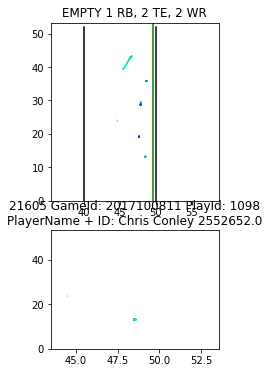 EMPTY 1 RB, 2 TE, 2 WR
50
40
30
20
10
0
40 45 50 55
21605 GameId: 2017100811 PlayId: 1098
PlayerName + ID: Chris Conley 2552652.0
40
20
0
45.0 47.5 50.0 52.5